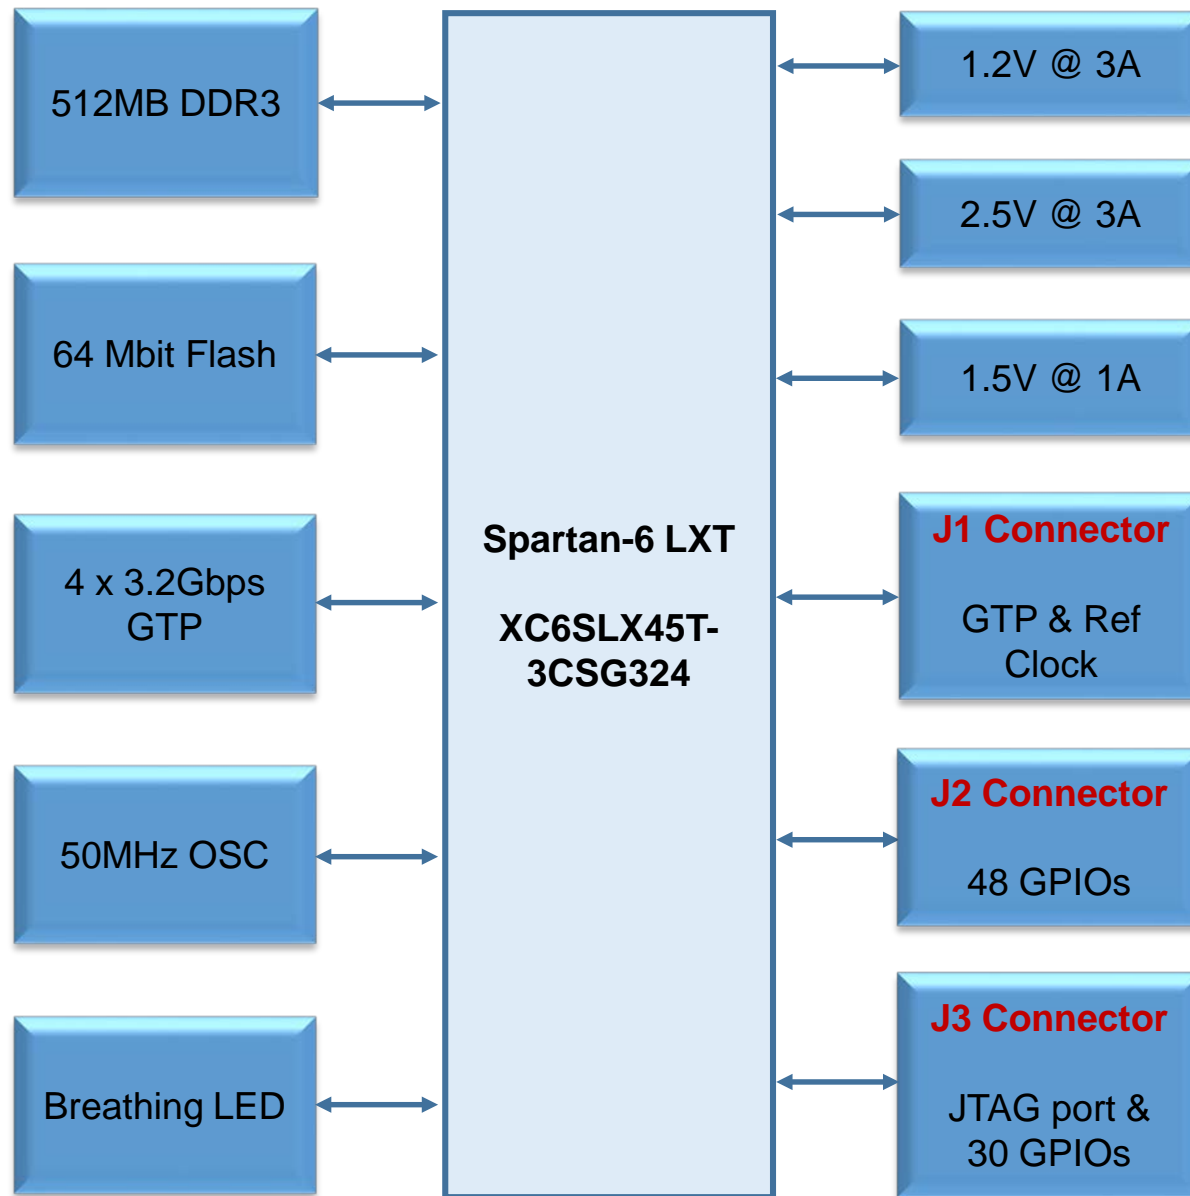 512MB DDR3
64 Mbit Flash
4 x 3.2Gbps
GTP
50MHz OSC
Breathing LED
Spartan-6 LXT
XC6SLX45T-
3CSG324
1.2V @ 3A
2.5V @ 3A
1.5V @ 1A
J1 Connector
GTP & Ref
Clock
J2 Connector
48 GPIOs
J3 Connector
JTAG port &
30 GPIOs